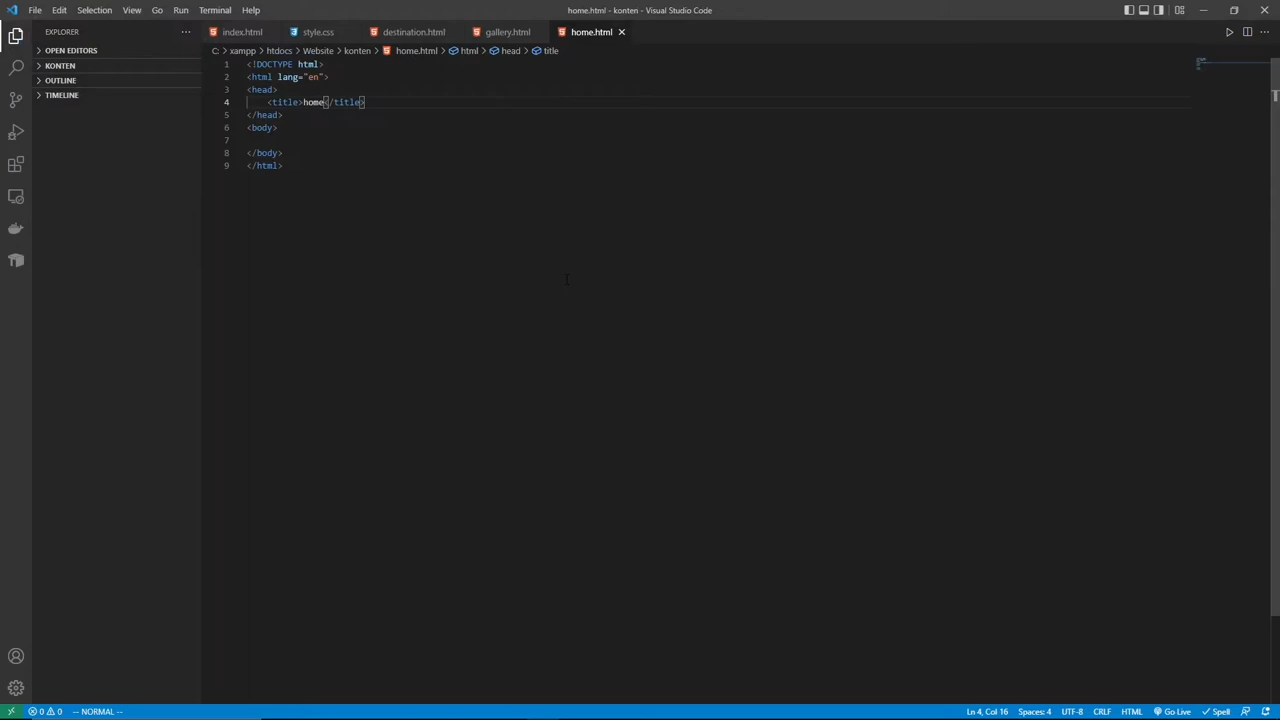 File Edit Selection View Go Run Terminal Help
home.html - konten - Visual Studio Code
EXPLORER
OPEN EDITORS
KONTEN
OUTLINE
TIMELINE
index.html style.css destination.html gallery.html home.html
C: > xampp > htdocs > Website > konten > home.html > html > head > title
1 <!DOCTYPE html>
2 <html lang="en">
3 <head>
4 <title>home</title>
5 </head>
6 <body>
7
8 </body>
9 </html>
0 0 -- NORMAL -- Ln 4, Col 16 Spaces: 4 UTF-8 CRLF HTML Go Live Spell